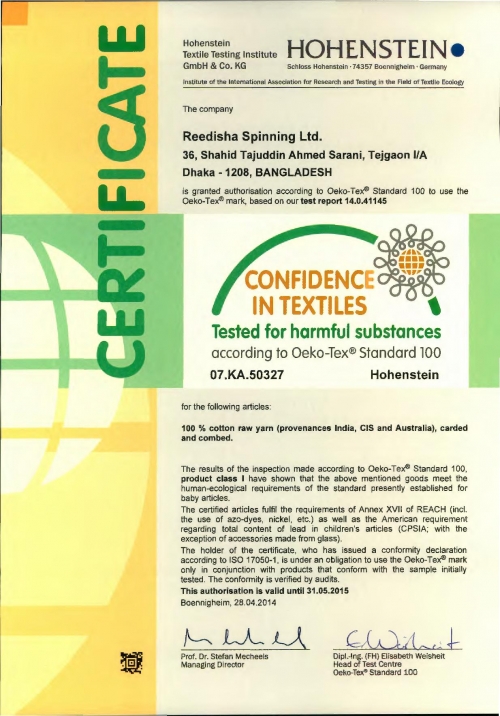 CERTIFICATE
Hohenstein
Textile Testing Institute
GmbH & Co. KG
HOHENSTEIN
Schloss Hohenstein · 74357 Boennigheim · Germany
Institute of the International Association for Research and Testing in the Field of Textile Ecology
The company
Reedisha Spinning Ltd.
36, Shahid Tajuddin Ahmed Sarani, Tejgaon I/A
Dhaka - 1208, BANGLADESH
is granted authorisation according to Oeko-Tex® Standard 100 to use the
Oeko-Tex® mark, based on our test report 14.0.41145
CONFIDENCE
IN TEXTILES
Tested for harmful substances
according to Oeko-Tex® Standard 100
07.KA.50327 Hohenstein
for the following articles:
100 % cotton raw yarn (provenances India, CIS and Australia), carded
and combed.
The results of the inspection made according to Oeko-Tex® Standard 100,
product class I have shown that the above mentioned goods meet the
human-ecological requirements of the standard presently established for
baby articles.
The certified articles fulfil the requirements of Annex XVII of REACH (incl.
the use of azo-dyes, nickel, etc.) as well as the American requirement
regarding total content of lead in children's articles (CPSIA; with the
exception of accessories made from glass).
The holder of the certificate, who has issued a conformity declaration
according to ISO 17050-1, is under an obligation to use the Oeko-Tex® mark
only in conjunction with products that conform with the sample initially
tested. The conformity is verified by audits.
This authorisation is valid until 31.05.2015
Boennigheim, 28.04.2014
Prof. Dr. Stefan Mecheels
Managing Director
Dipl.-Ing. (FH) Elisabeth Weisheit
Head of Test Centre
Oeko-Tex® Standard 100